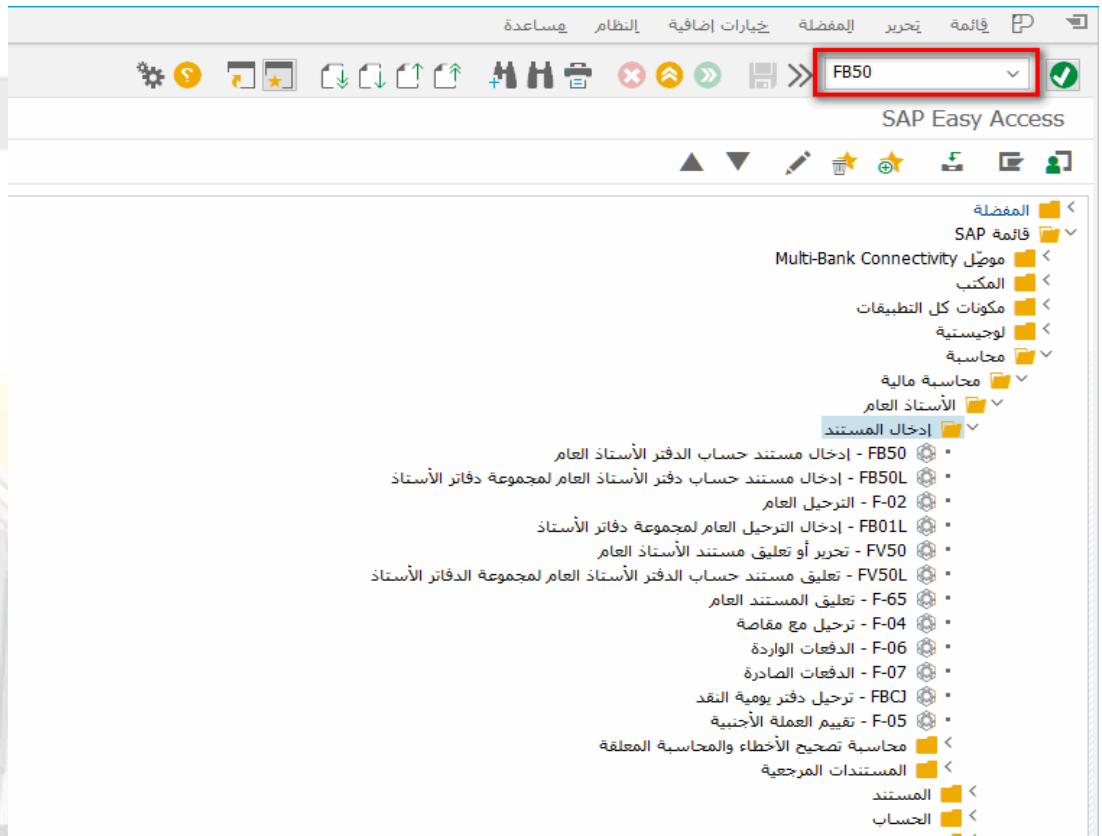 قائمة تحرير المفضلة خيارات إضافية النظام مساعدة
FB50
SAP Easy Access
المفضلة
قائمة SAP
موصّل Multi-Bank Connectivity
المكتب
مكونات كل التطبيقات
لوجيستية
محاسبة
محاسبة مالية
الأستاذ العام
إدخال المستند
FB50 - إدخال مستند حساب الدفتر الأستاذ العام
FB50L - إدخال مستند حساب دفتر الأستاذ العام لمجموعة دفاتر الأستاذ
F-02 - الترحيل العام
FB01L - إدخال الترحيل العام لمجموعة دفاتر الأستاذ
FV50 - تحرير أو تعليق مستند الأستاذ العام
FV50L - تعليق مستند حساب الدفتر الأستاذ العام لمجموعة الدفاتر الأستاذ
F-65 - تعليق المستند العام
F-04 - ترحيل مع مقاصة
F-06 - الدفعات الواردة
F-07 - الدفعات الصادرة
FBCJ - ترحيل دفتر يومية النقد
F-05 - تقييم العملة الأجنبية
محاسبة تصحيح الأخطاء والمحاسبة المعلقة
المستندات المرجعية
المستند
الحساب